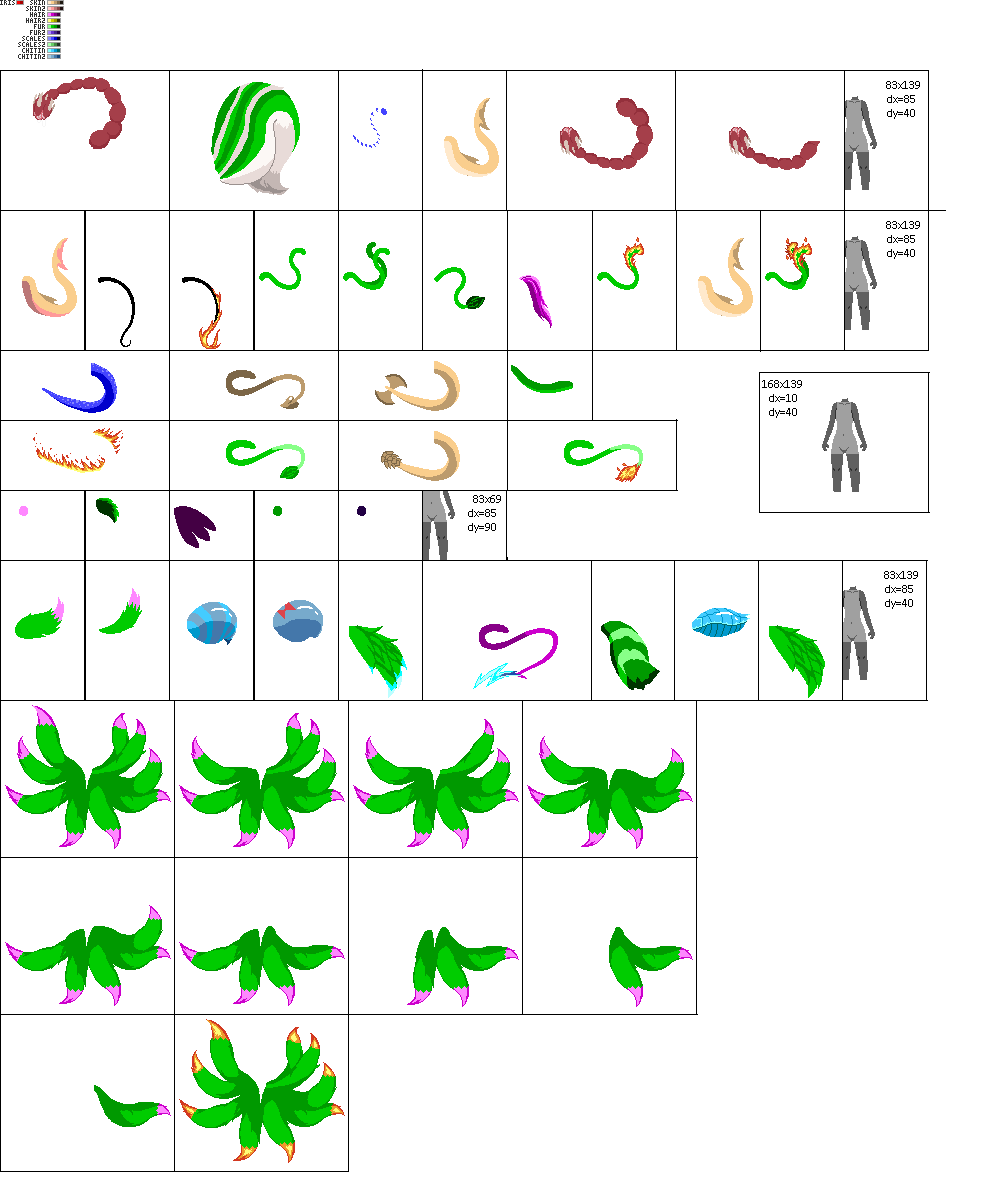 IRIS SKIN
SKIN2
HAIR
HAIR2
FUR
FUR2
SCALES
SCALES2
CHITIN
CHITIN2
83x139
dx=85
dy=40
83x139
dx=85
dy=40
168x139
dx=10
dy=40
83x69
dx=85
dy=90
83x139
dx=85
dy=40